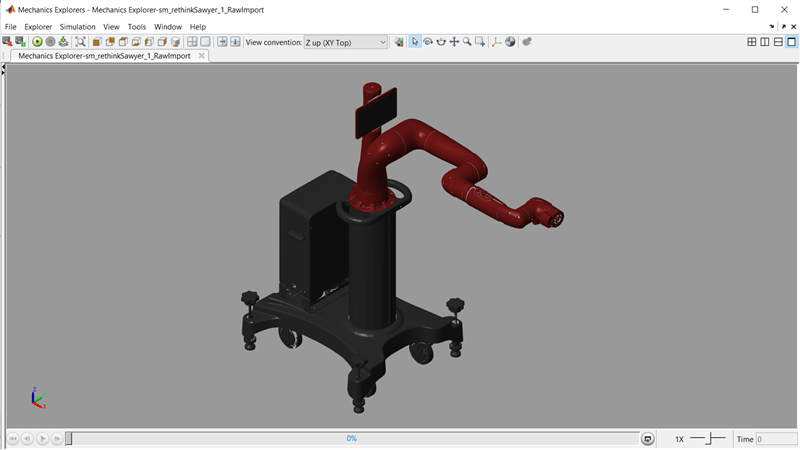 Mechanics Explorers - Mechanics Explorer-sm_rethinkSawyer_1_RawImport
File Explorer Simulation View Tools Window Help
View convention: Z up (XY Top)
Mechanics Explorer-sm_rethinkSawyer_1_RawImport
Z
X
0%
1X
Time 0